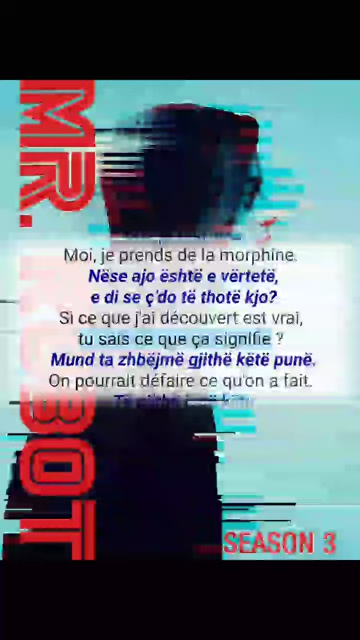 MR. ROBOT
Moi, je prends de la morphine.
Nëse ajo është e vërtetë,
e di se ç'do të thotë kjo?
Si ce que j'ai découvert est vrai,
tu sais ce que ça signifie ?
Mund ta zhbëjmë gjithë këtë punë.
On pourrait défaire ce qu'on a fait.
SEASON 3